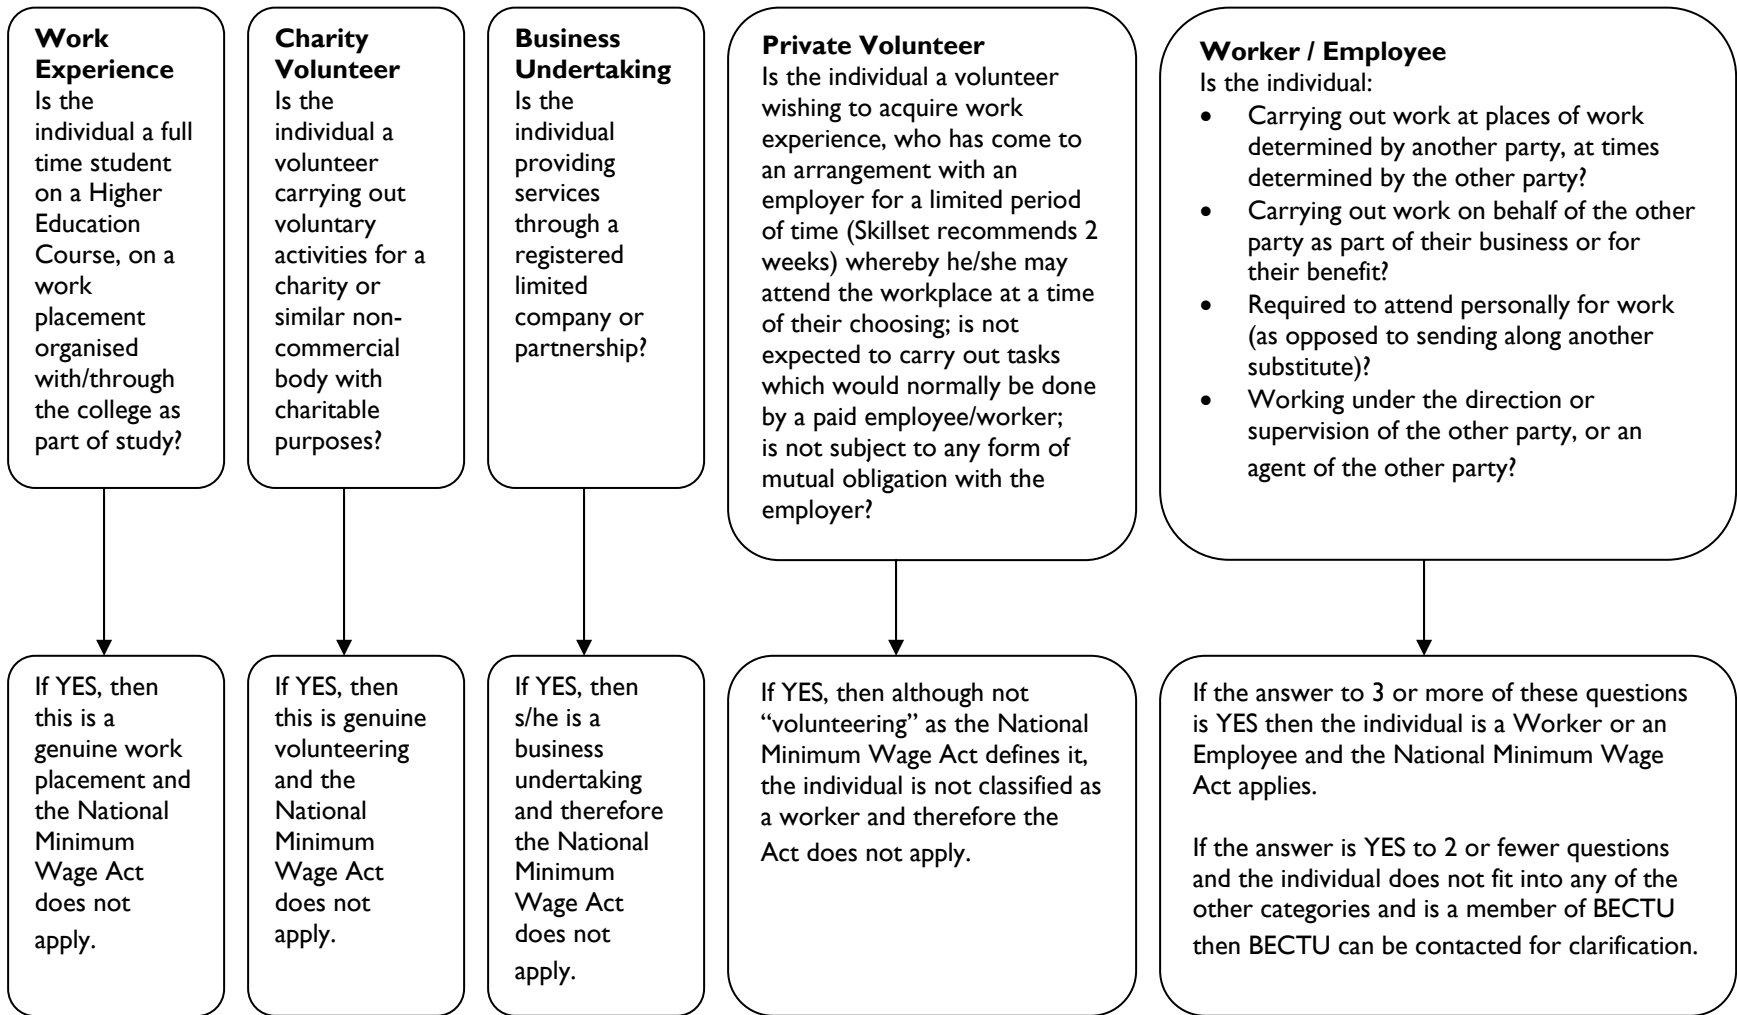 Work
Experience
Is the
individual a full
time student
on a Higher
Education
Course, on a
work
placement
organised
with/through
the college as
part of study?
Charity
Volunteer
Is the
individual a
volunteer
carrying out
voluntary
activities for a
charity or
similar non-
commercial
body with
charitable
purposes?
Business
Undertaking
Is the
individual
providing
services
through a
registered
limited
company or
partnership?
Private Volunteer
Is the individual a volunteer
wishing to acquire work
experience, who has come to
an arrangement with an
employer for a limited period
of time (Skillset recommends 2
weeks) whereby he/she may
attend the workplace at a time
of their choosing; is not
expected to carry out tasks
which would normally be done
by a paid employee/worker;
is not subject to any form of
mutual obligation with the
employer?
Worker / Employee
Is the individual:
• Carrying out work at places of work
determined by another party, at times
determined by the other party?
• Carrying out work on behalf of the other
party as part of their business or for
their benefit?
• Required to attend personally for work
(as opposed to sending along another
substitute)?
• Working under the direction or
supervision of the other party, or an
agent of the other party?
If YES, then
this is a
genuine work
placement and
the National
Minimum
Wage Act
does not
apply.
If YES, then
this is genuine
volunteering
and the
National
Minimum
Wage Act
does not
apply.
If YES, then
s/he is a
business
undertaking
and therefore
the National
Minimum
Wage Act
does not
apply.
If YES, then although not
“volunteering” as the National
Minimum Wage Act defines it,
the individual is not classified as
a worker and therefore the
Act does not apply.
If the answer to 3 or more of these questions
is YES then the individual is a Worker or an
Employee and the National Minimum Wage
Act applies.
If the answer is YES to 2 or fewer questions
and the individual does not fit into any of the
other categories and is a member of BECTU
then BECTU can be contacted for clarification.